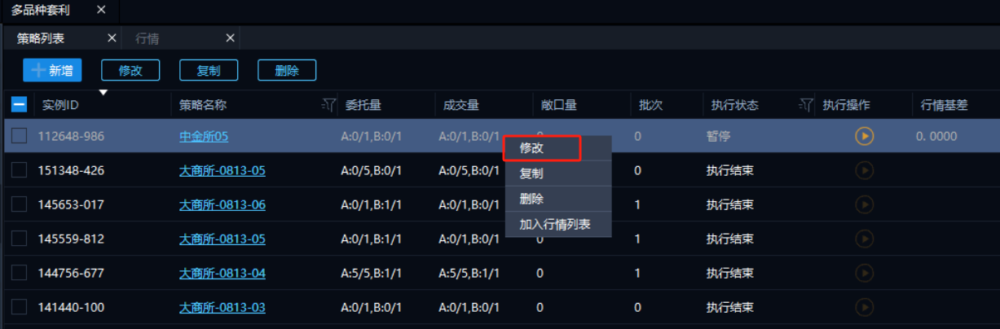 多品种套利
策略列表 行情
新增 修改 复制 删除
实例ID 策略名称 委托量 成交量 敞口量 批次 执行状态 执行操作 行情基差
112648-986 中金所05 A:0/1,B:0/1 A:0/1,B:0/1 0 暂停 0.0000
修改
151348-426 大商所-0813-05 A:0/5,B:0/1 A:0/5,B:0/1 0 执行结束
复制
删除
145653-017 大商所-0813-06 A:0/1,B:1/1 A:0/1,B:0/1 1 执行结束
加入行情列表
145559-812 大商所-0813-05 A:0/1,B:1/1 A:0/1,B:0/1 0 1 执行结束
144756-677 大商所-0813-04 A:5/5,B:1/1 A:5/5,B:1/1 0 1 执行结束
141440-100 大商所-0813-03 A:0/1,B:0/1 A:0/1,B:0/1 0 0 执行结束